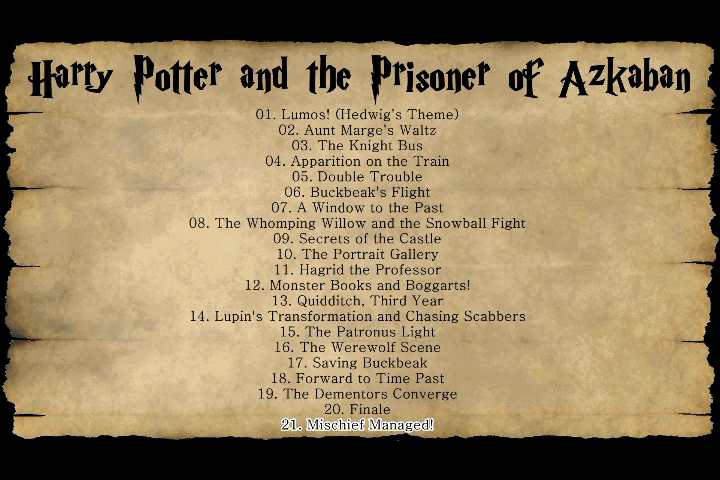 Harry Potter and the Prisoner of Azkaban
01. Lumos! (Hedwig's Theme)
02. Aunt Marge's Waltz
03. The Knight Bus
04. Apparition on the Train
05. Double Trouble
06. Buckbeak's Flight
07. A Window to the Past
08. The Whomping Willow and the Snowball Fight
09. Secrets of the Castle
10. The Portrait Gallery
11. Hagrid the Professor
12. Monster Books and Boggarts!
13. Quidditch, Third Year
14. Lupin's Transformation and Chasing Scabbers
15. The Patronus Light
16. The Werewolf Scene
17. Saving Buckbeak
18. Forward to Time Past
19. The Dementors Converge
20. Finale
21. Mischief Managed!